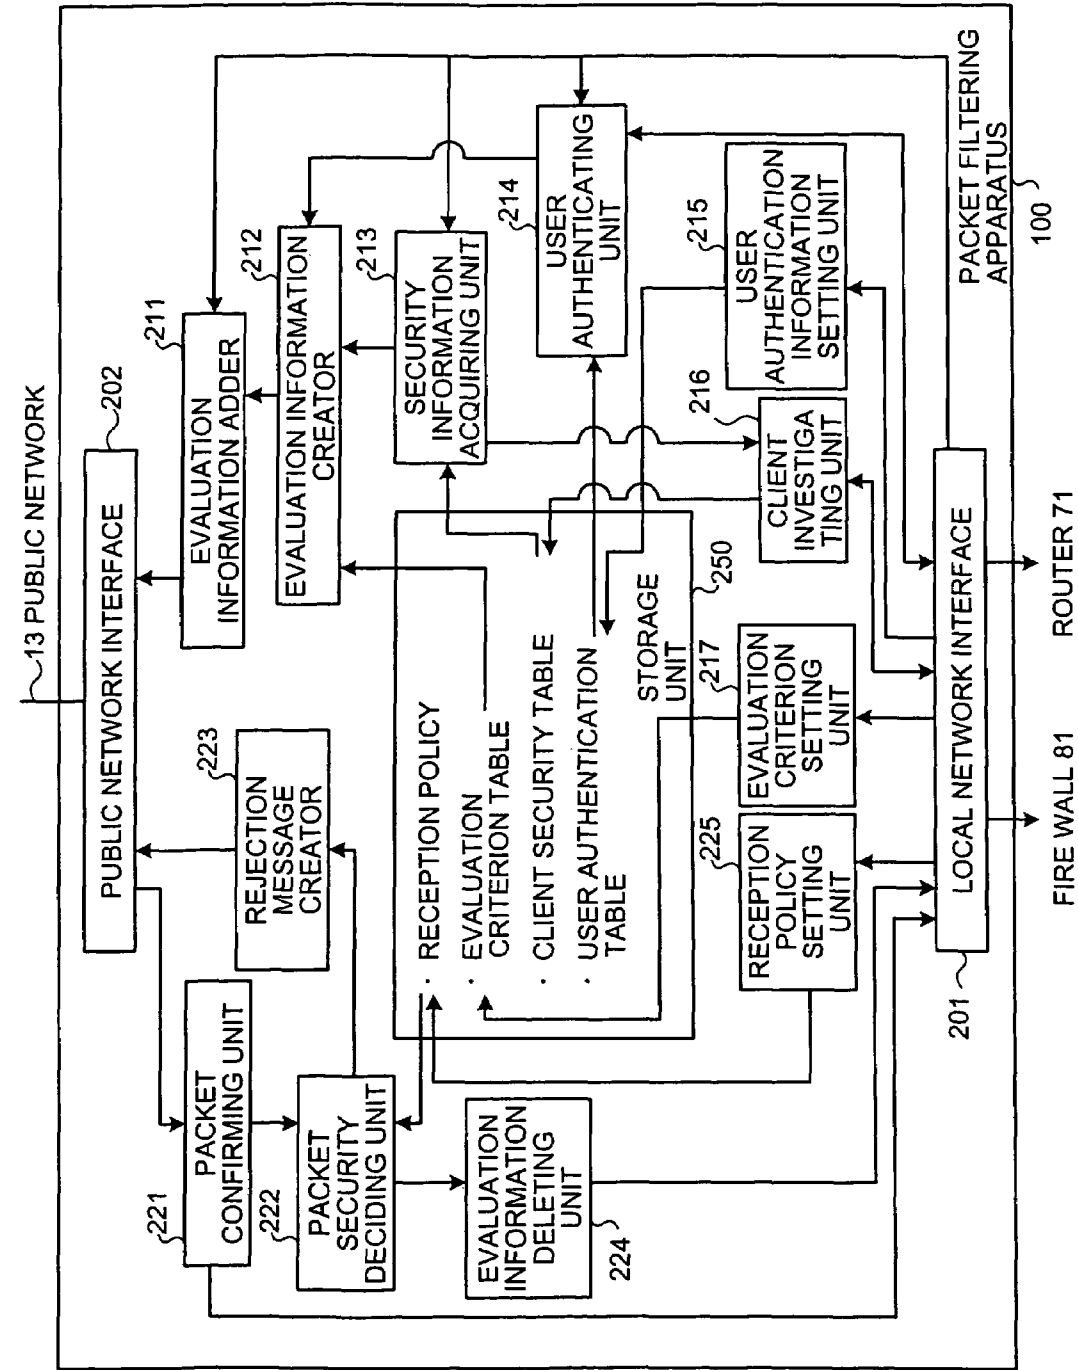 13 PUBLIC NETWORK
202
PUBLIC NETWORK INTERFACE
211
EVALUATION
INFORMATION ADDER
212
EVALUATION INFORMATION
CREATOR
213
SECURITY
INFORMATION
ACQUIRING UNIT
214
USER
AUTHENTICATING
UNIT
215
USER
AUTHENTICATION
INFORMATION
SETTING UNIT
216
CLIENT
INVESTIGA
TING UNIT
223
REJECTION
MESSAGE
CREATOR
221
PACKET
CONFIRMING UNIT
222
PACKET
SECURITY
DECIDING UNIT
224
EVALUATION
INFORMATION
DELETING
UNIT
· RECEPTION POLICY
· EVALUATION
CRITERION TABLE
· CLIENT SECURITY TABLE
· USER AUTHENTICATION
TABLE
STORAGE
UNIT
250
217
EVALUATION
CRITERION
SETTING
UNIT
225
RECEPTION
POLICY
SETTING
UNIT
201
LOCAL NETWORK INTERFACE
PACKET FILTERING
APPARATUS
100
FIRE WALL 81
ROUTER 71